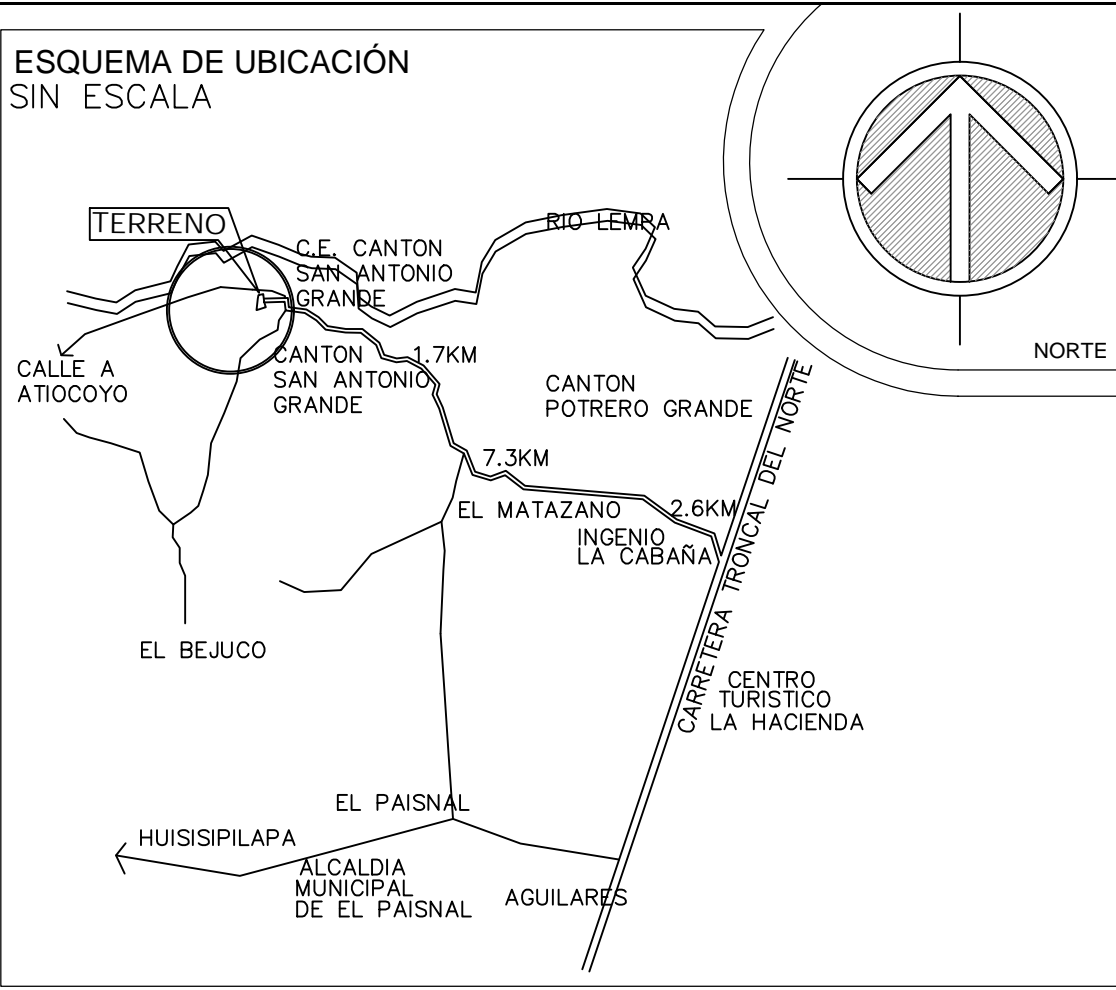 ESQUEMA DE UBICACIÓN
SIN ESCALA
NORTE
TERRENO
RIO LEMPA
C.E. CANTON
SAN ANTONIO
GRANDE
CALLE A
ATIOCOYO
CANTON
SAN ANTONIO
GRANDE
1.7KM
CANTON
POTRERO GRANDE
7.3KM
EL MATAZANO
2.6KM
INGENIO
LA CABAÑA
CARRETERA TRONCAL DEL NORTE
EL BEJUCO
CENTRO
TURISTICO
LA HACIENDA
EL PAISNAL
HUISISIPILAPA
ALCALDIA
MUNICIPAL
DE EL PAISNAL
AGUILARES